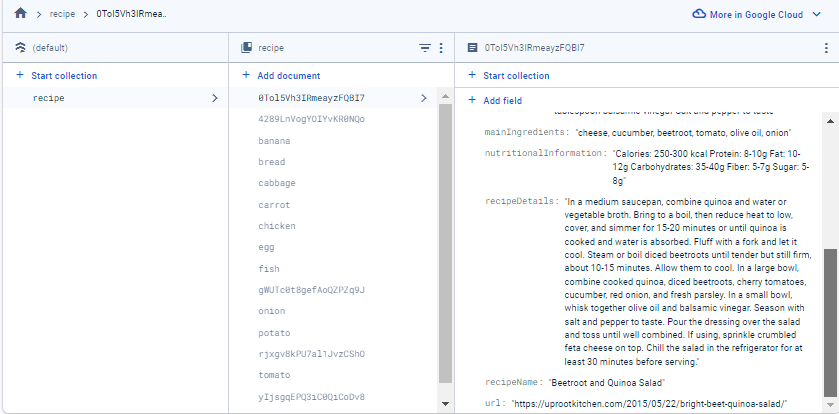 recipe
0Tol5Vh3IRmea..
More in Google Cloud
(default)
recipe
0Tol5Vh3IRmeayzFQBI7
+ Start collection
+ Add document
+ Start collection
recipe
0Tol5Vh3IRmeayzFQBI7
4289LnVogYOIYvKR0NQo
banana
bread
cabbage
carrot
chicken
egg
fish
gWUTc0t8gefAoQZPZq9J
onion
potato
rjxgv8kPU7al1JvzCShO
tomato
yIjsgqEPQ3iC0QiCoDv8
+ Add field
tablespoon balsamic vinegar Salt and pepper to taste"
mainIngredients: "cheese, cucumber, beetroot, tomato, olive oil, onion"
nutritionalInformation: "Calories: 250-300 kcal Protein: 8-10g Fat: 10-
12g Carbohydrates: 35-40g Fiber: 5-7g Sugar: 5-
8g"
recipeDetails: "In a medium saucepan, combine quinoa and water or
vegetable broth. Bring to a boil, then reduce heat to low,
cover, and simmer for 15-20 minutes or until quinoa is
cooked and water is absorbed. Fluff with a fork and let it
cool. Steam or boil diced beetroots until tender but still firm,
about 10-15 minutes. Allow them to cool. In a large bowl,
combine cooked quinoa, diced beetroots, cherry tomatoes,
cucumber, red onion, and fresh parsley. In a small bowl,
whisk together olive oil and balsamic vinegar. Season with
salt and pepper to taste. Pour the dressing over the salad
and toss until well combined. If using, sprinkle crumbled
feta cheese on top. Chill the salad in the refrigerator for at
least 30 minutes before serving."
recipeName: "Beetroot and Quinoa Salad"
url: "https://uprootkitchen.com/2015/05/22/bright-beet-quinoa-salad/"